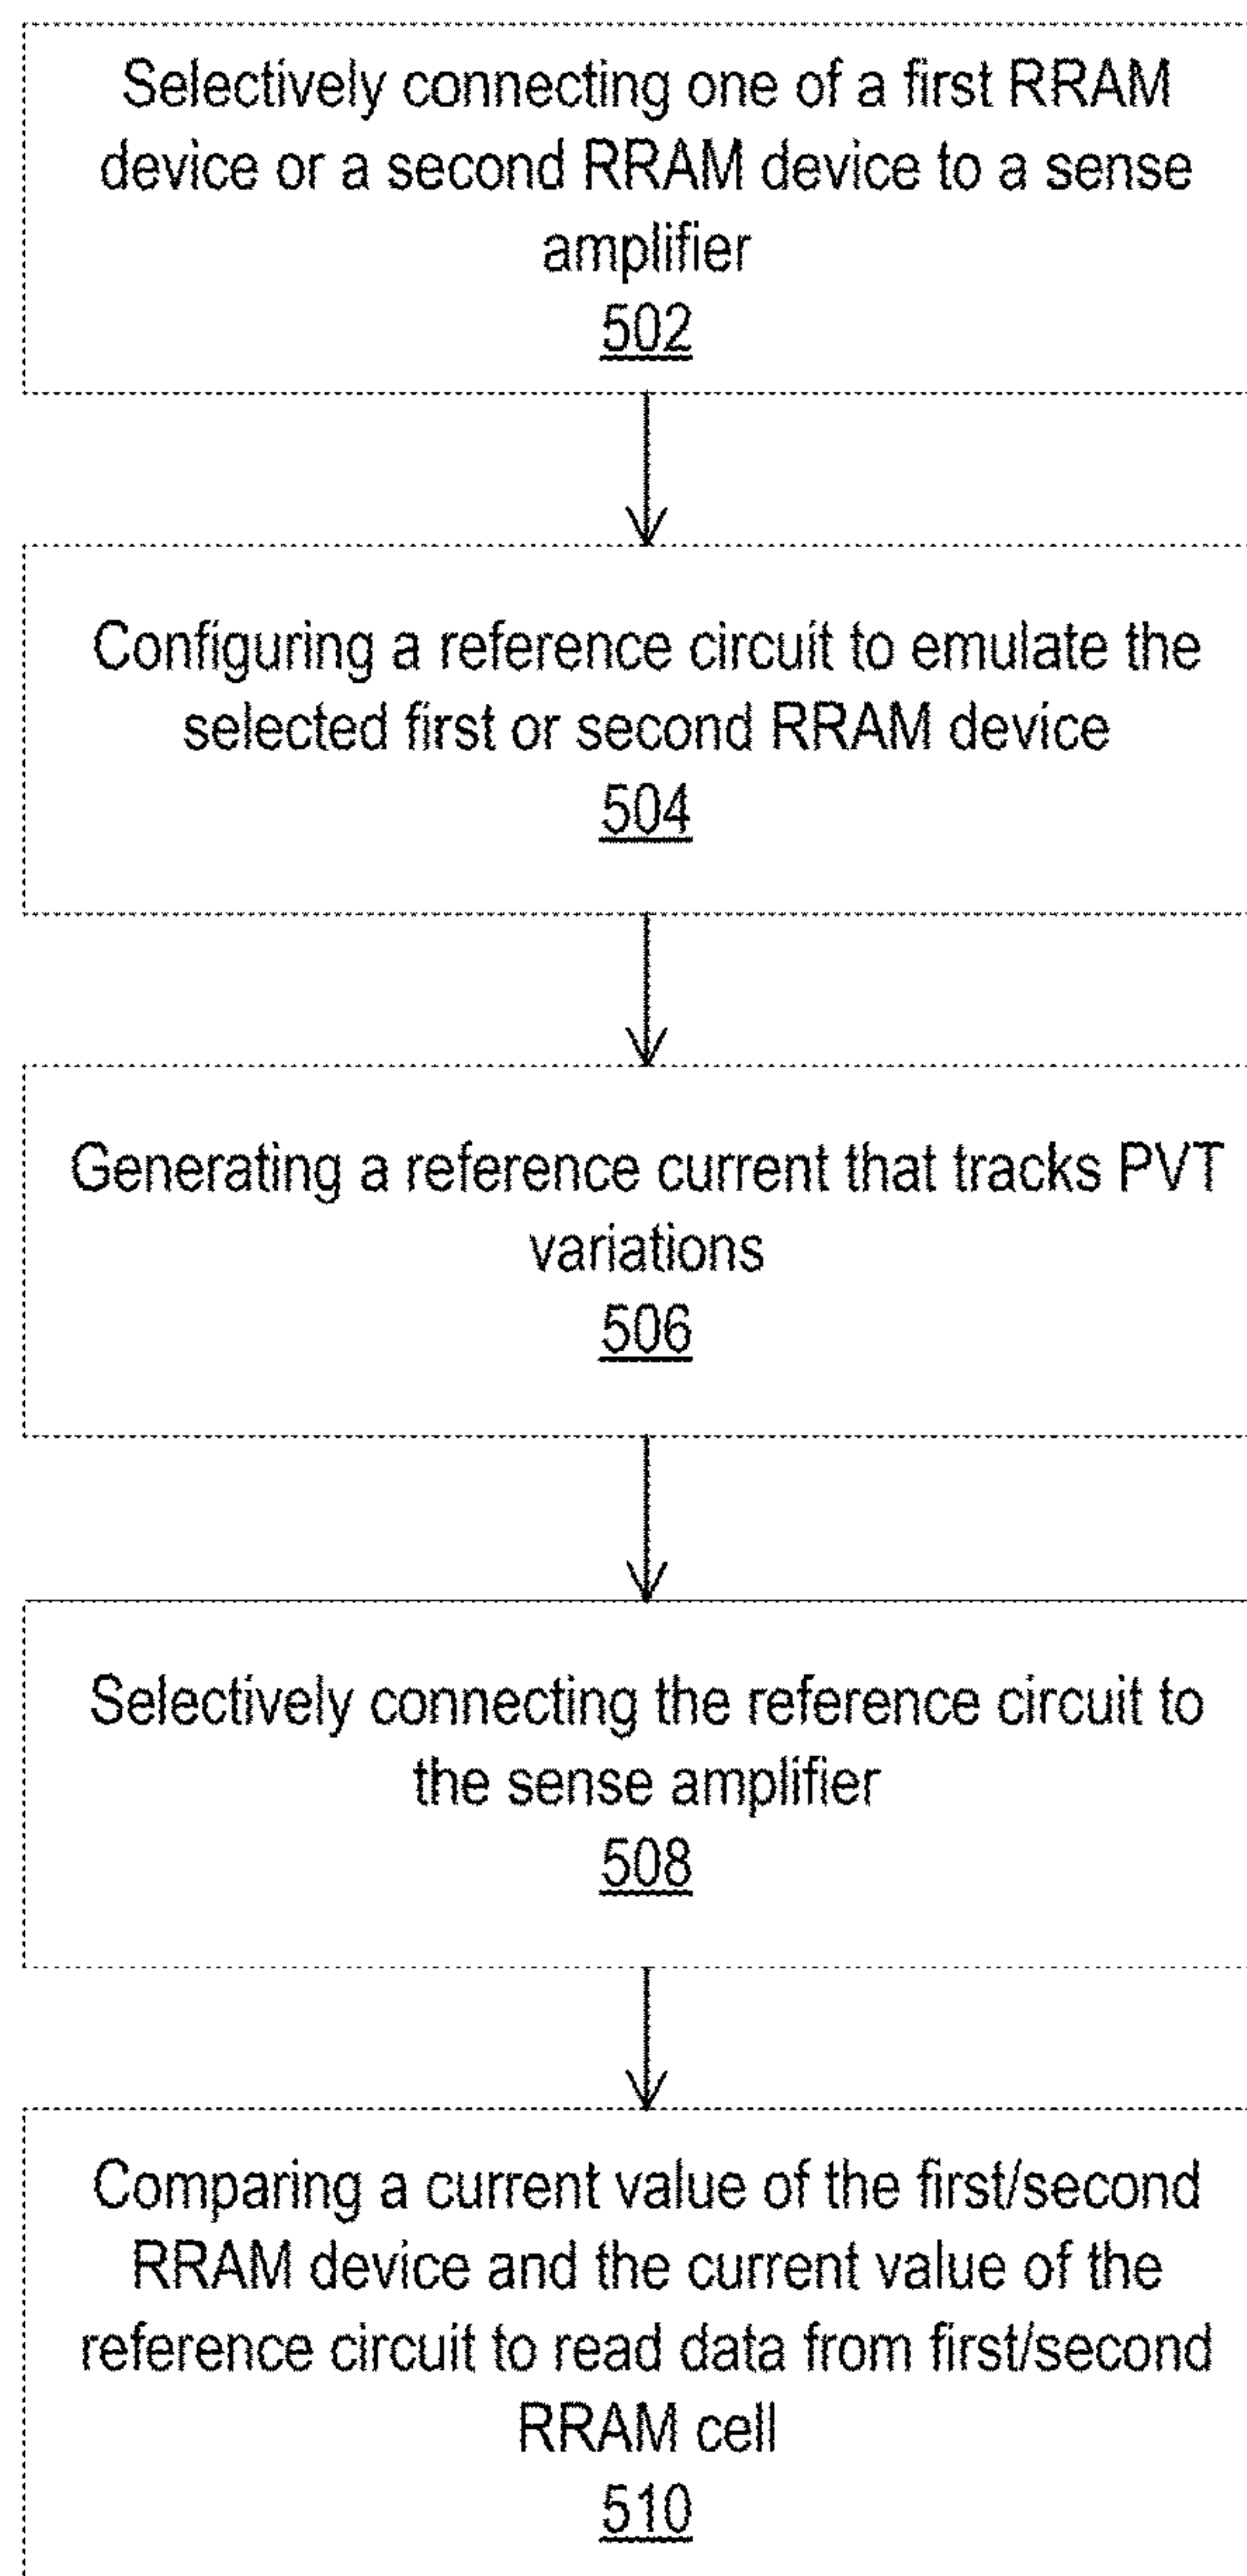 Selectively connecting one of a first RRAM
device or a second RRAM device to a sense
amplifier
502
Configuring a reference circuit to emulate the
selected first or second RRAM device
504
Generating a reference current that tracks PVT
variations
506
Selectively connecting the reference circuit to
the sense amplifier
508
Comparing a current value of the first/second
RRAM device and the current value of the
reference circuit to read data from first/second
RRAM cell
510